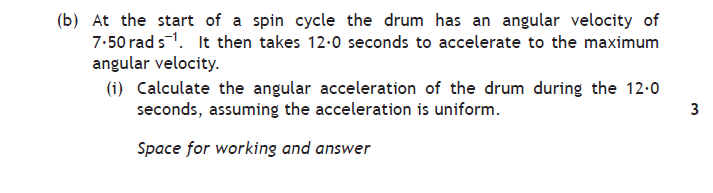 (b) At the start of a spin cycle the drum has an angular velocity of
7·50 rad s⁻¹. It then takes 12·0 seconds to accelerate to the maximum
angular velocity.
(i) Calculate the angular acceleration of the drum during the 12·0
seconds, assuming the acceleration is uniform. 3
Space for working and answer